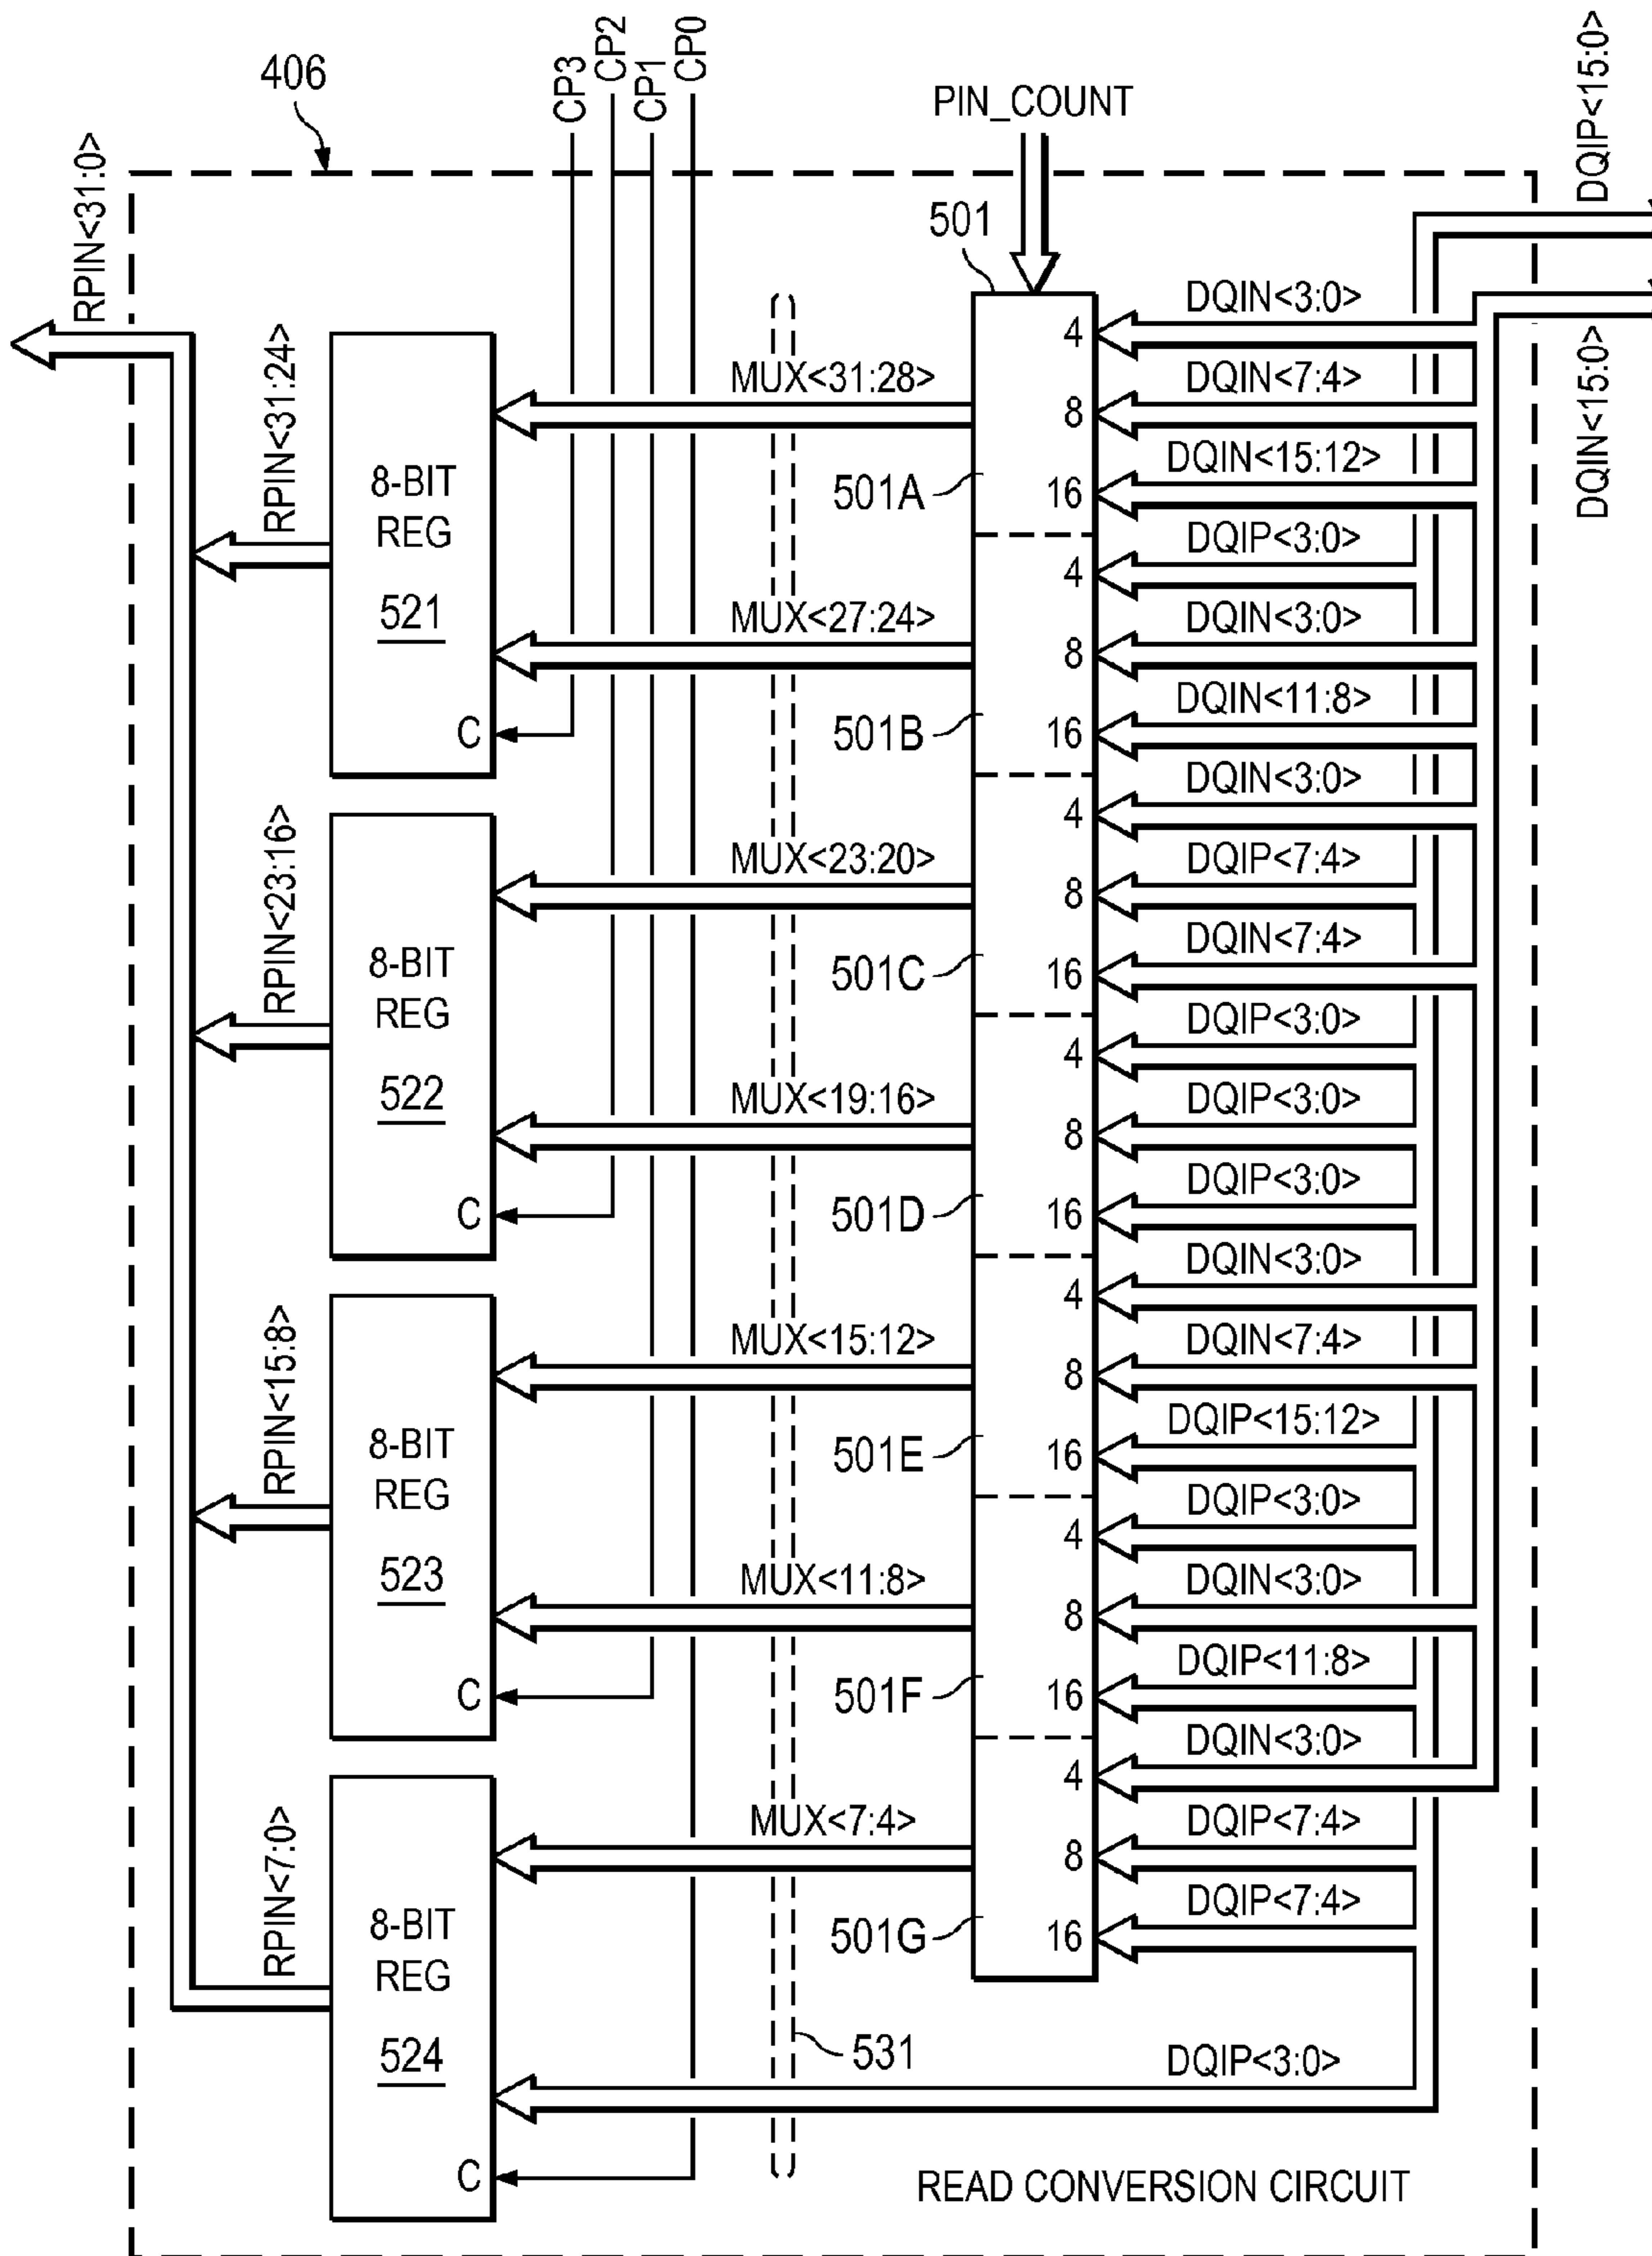 406
CP3
CP2
CP1
CP0
PIN_COUNT
DQIP<15:0>
RPIN<31:0>
501
DQIN<15:0>
DQIN<3:0>
4
MUX<31:28>
DQIN<7:4>
8
RPIN<31:24>
8-BIT
REG
521
C
501A
DQIN<15:12>
16
DQIP<3:0>
4
MUX<27:24>
DQIN<3:0>
8
501B
DQIN<11:8>
16
DQIN<3:0>
4
RPIN<23:16>
8-BIT
REG
522
C
MUX<23:20>
DQIP<7:4>
8
501C
DQIN<7:4>
16
DQIP<3:0>
4
MUX<19:16>
DQIP<3:0>
8
501D
DQIP<3:0>
16
DQIN<3:0>
4
RPIN<15:8>
8-BIT
REG
523
C
MUX<15:12>
DQIN<7:4>
8
501E
DQIP<15:12>
16
DQIP<3:0>
4
MUX<11:8>
DQIN<3:0>
8
501F
DQIP<11:8>
16
DQIN<3:0>
4
RPIN<7:0>
8-BIT
REG
524
C
MUX<7:4>
DQIP<7:4>
8
501G
DQIP<7:4>
16
531
DQIP<3:0>
READ CONVERSION CIRCUIT